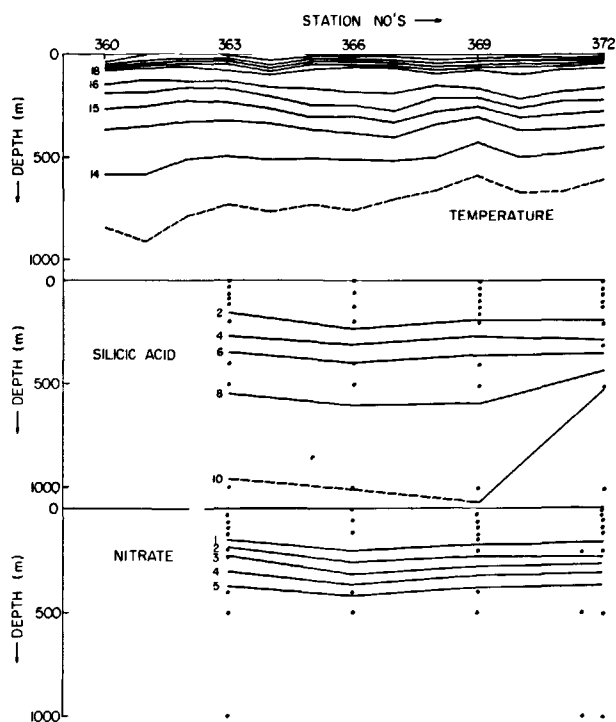 STATION NO'S →
360 363 366 369 372
0
18
16
15
500
14
← DEPTH (m)
TEMPERATURE
1000
0
2
4
6
SILICIC ACID
500
8
← DEPTH (m)
10
1000
0
1
2
NITRATE
3
4
5
← DEPTH (m)
500
1000